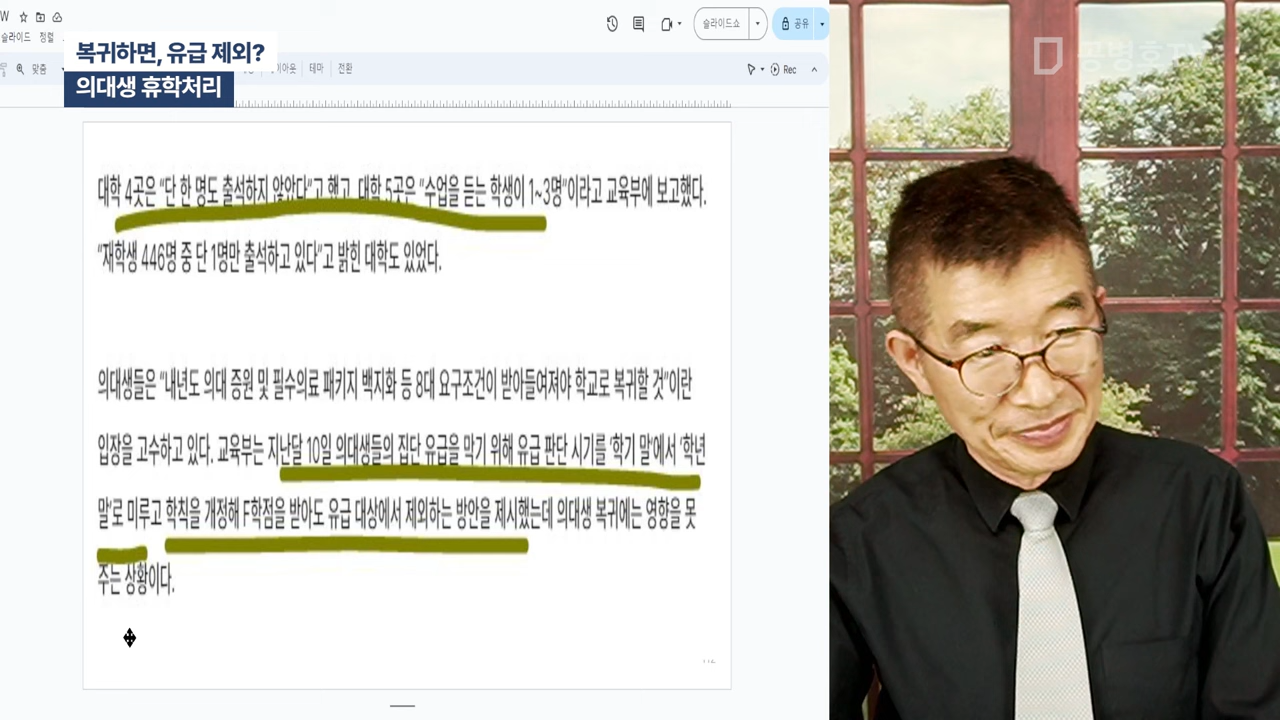 W
슬라이드 정렬
슬라이드쇼
공유
복귀하면, 유급 제외?
의대생 휴학처리
맞춤
테마
전환
Rec
대학 4곳은 “단 한 명도 출석하지 않았다”고 했고, 대학 5곳은 “수업을 듣는 학생이 1~3명”이라고 교육부에 보고했다.
“재학생 446명 중 단 1명만 출석하고 있다”고 밝힌 대학도 있었다.
의대생들은 “내년도 의대 증원 및 필수의료 패키지 백지화 등 8대 요구조건이 받아들여져야 학교로 복귀할 것”이란
입장을 고수하고 있다. 교육부는 지난달 10일 의대생들의 집단 유급을 막기 위해 유급 판단 시기를 ‘학기 말’에서 ‘학년
말’로 미루고 학칙을 개정해 F학점을 받아도 유급 대상에서 제외하는 방안을 제시했는데 의대생 복귀에는 영향을 못
주는 상황이다.